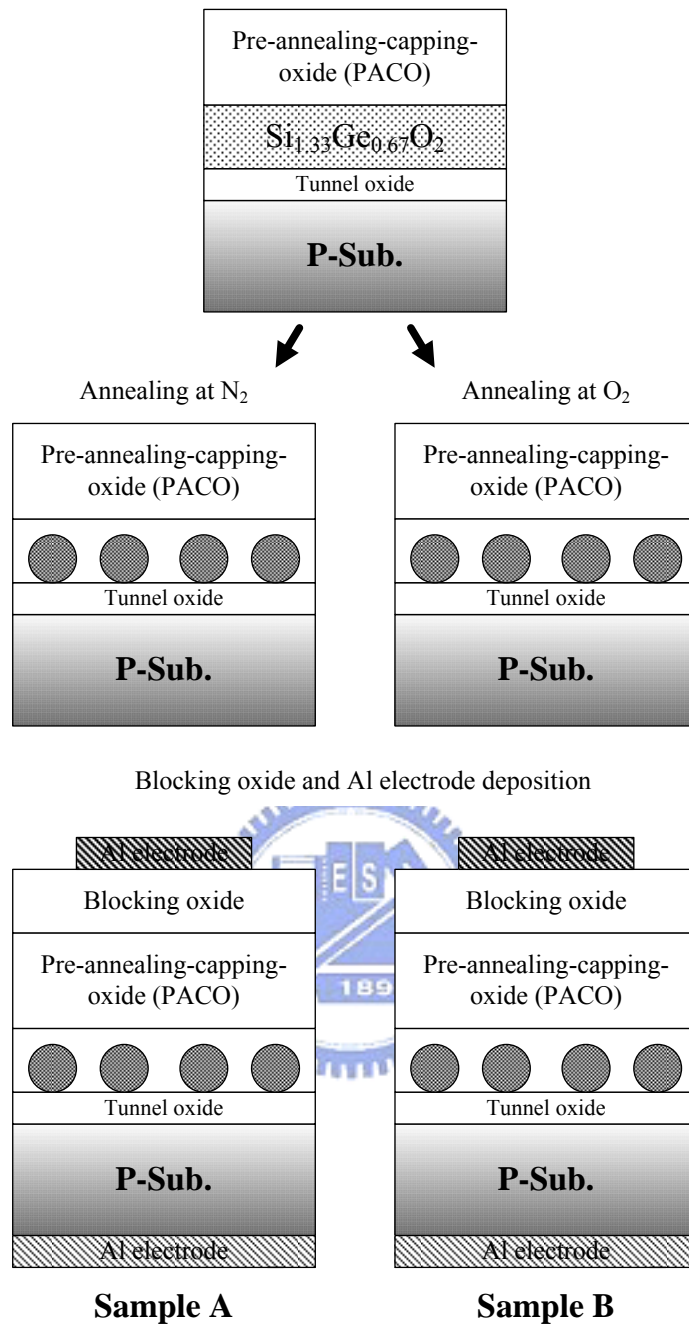 Pre-annealing-capping-
oxide (PACO)
Si1.33Ge0.67O2
Tunnel oxide
P-Sub.
Annealing at N2
Annealing at O2
Pre-annealing-capping-
oxide (PACO)
Pre-annealing-capping-
oxide (PACO)
Tunnel oxide
Tunnel oxide
P-Sub.
P-Sub.
Blocking oxide and Al electrode deposition
Al electrode
Al electrode
E S
Blocking oxide
Blocking oxide
Pre-annealing-capping-
oxide (PACO)
Pre-annealing-capping-
oxide (PACO)
189
Tunnel oxide
Tunnel oxide
P-Sub.
P-Sub.
Al electrode
Al electrode
Sample A
Sample B